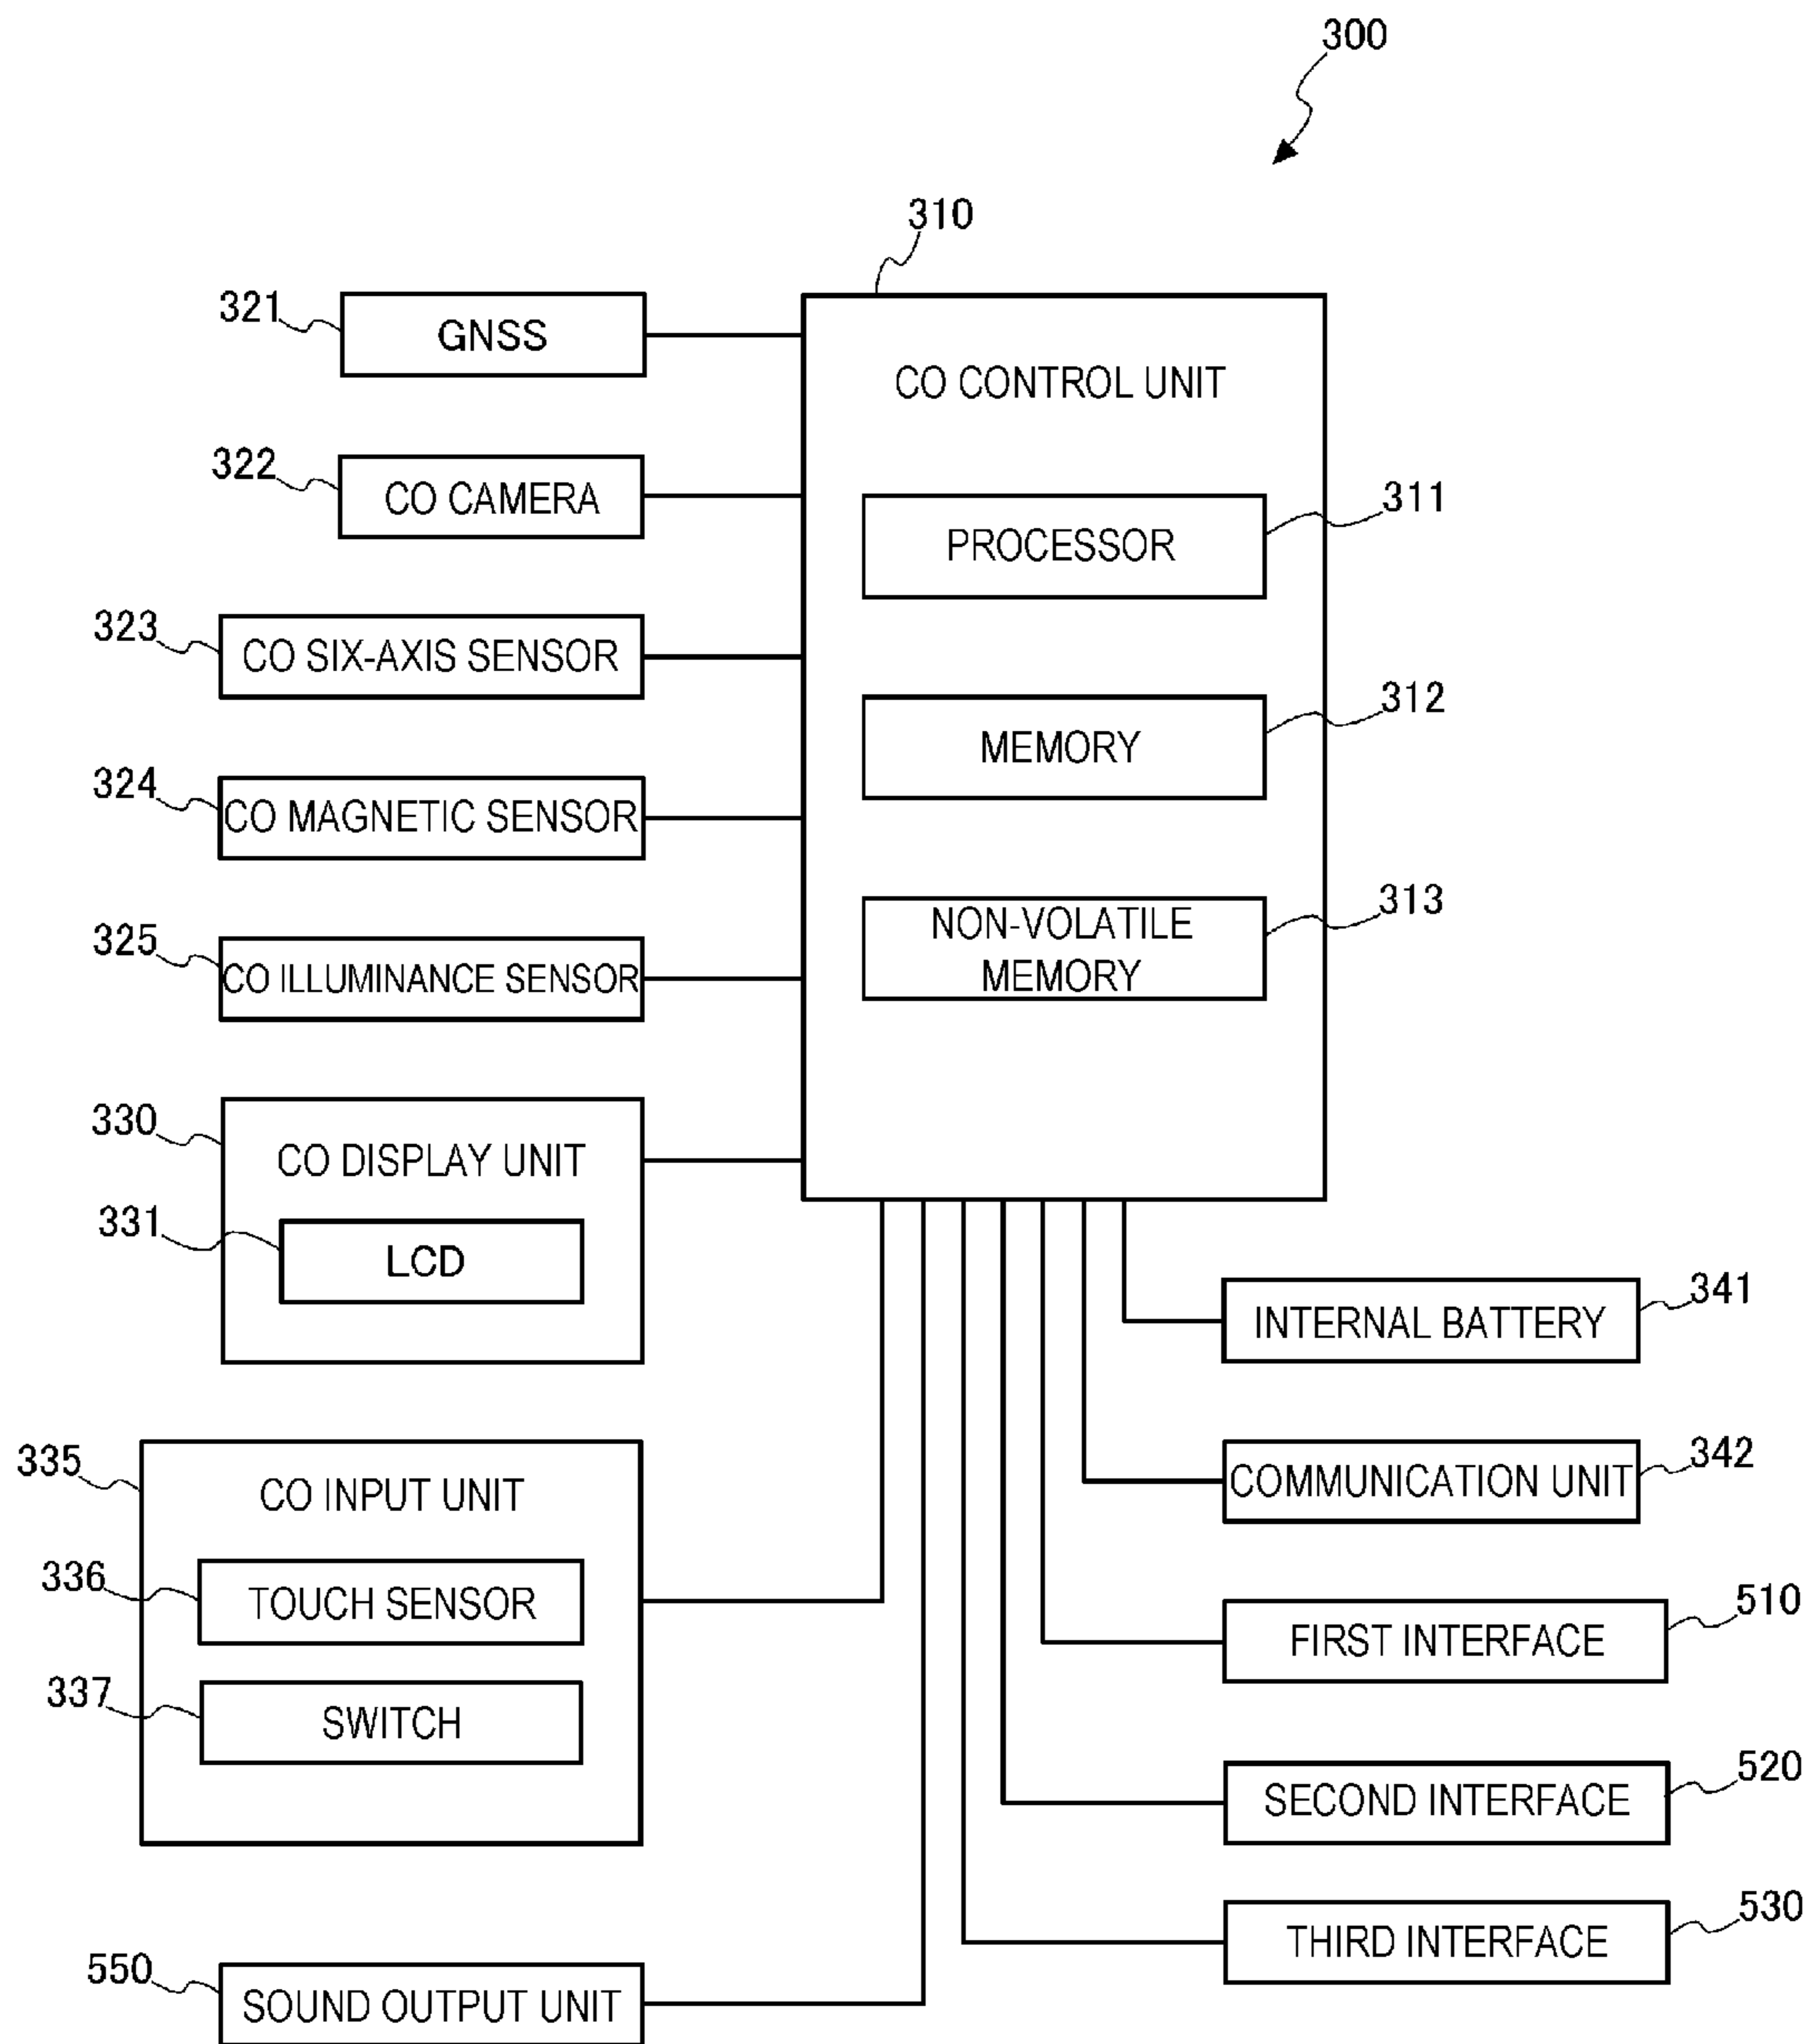 300
310
321
GNSS
CO CONTROL UNIT
322
CO CAMERA
311
PROCESSOR
323
CO SIX-AXIS SENSOR
312
MEMORY
324
CO MAGNETIC SENSOR
313
NON-VOLATILE
MEMORY
325
CO ILLUMINANCE SENSOR
330
CO DISPLAY UNIT
331
LCD
341
INTERNAL BATTERY
335
CO INPUT UNIT
342
COMMUNICATION UNIT
336
TOUCH SENSOR
510
FIRST INTERFACE
337
SWITCH
520
SECOND INTERFACE
530
THIRD INTERFACE
550
SOUND OUTPUT UNIT